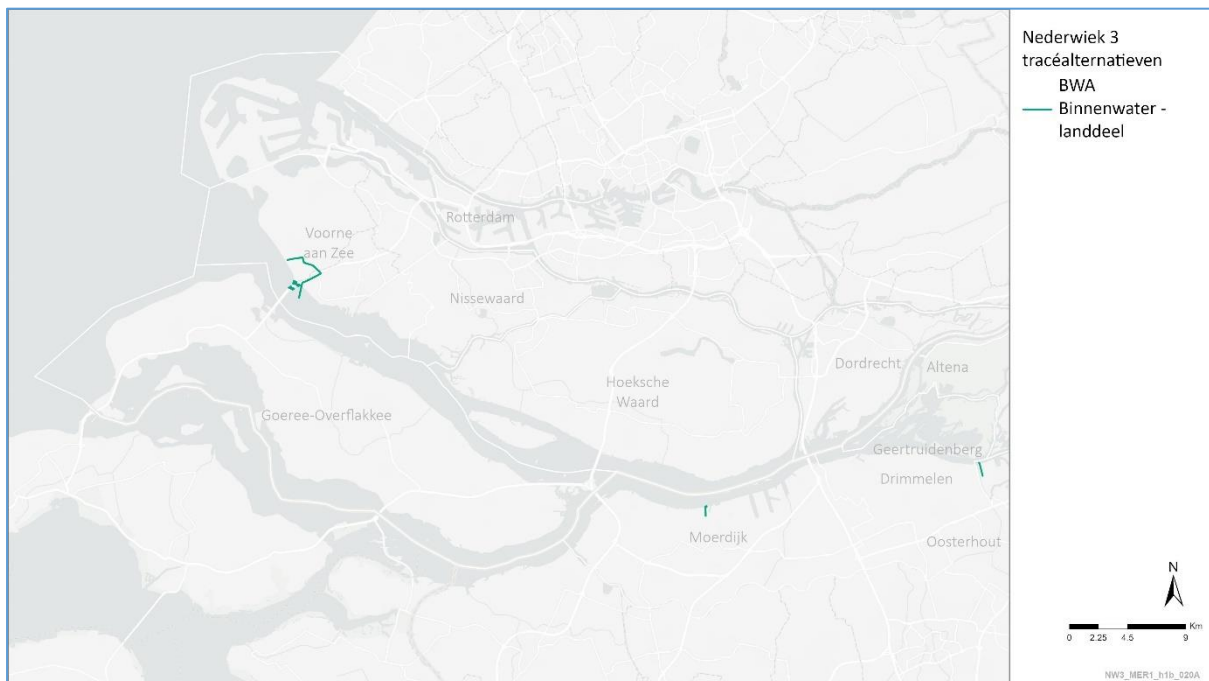 Nederwiek 3
tracéalternatieven
BWA
Binnenwater -
landdeel
Rotterdam
Voorne
aan Zee
Nissewaard
Dordrecht
Altena
Hoeksche
Waard
Goeree-Overflakkee
Geertruidenberg
Drimmelen
Moerdijk
Oosterhout
N
Km
0 2.25 4.5 9
NW3_MER1_h1b_020A